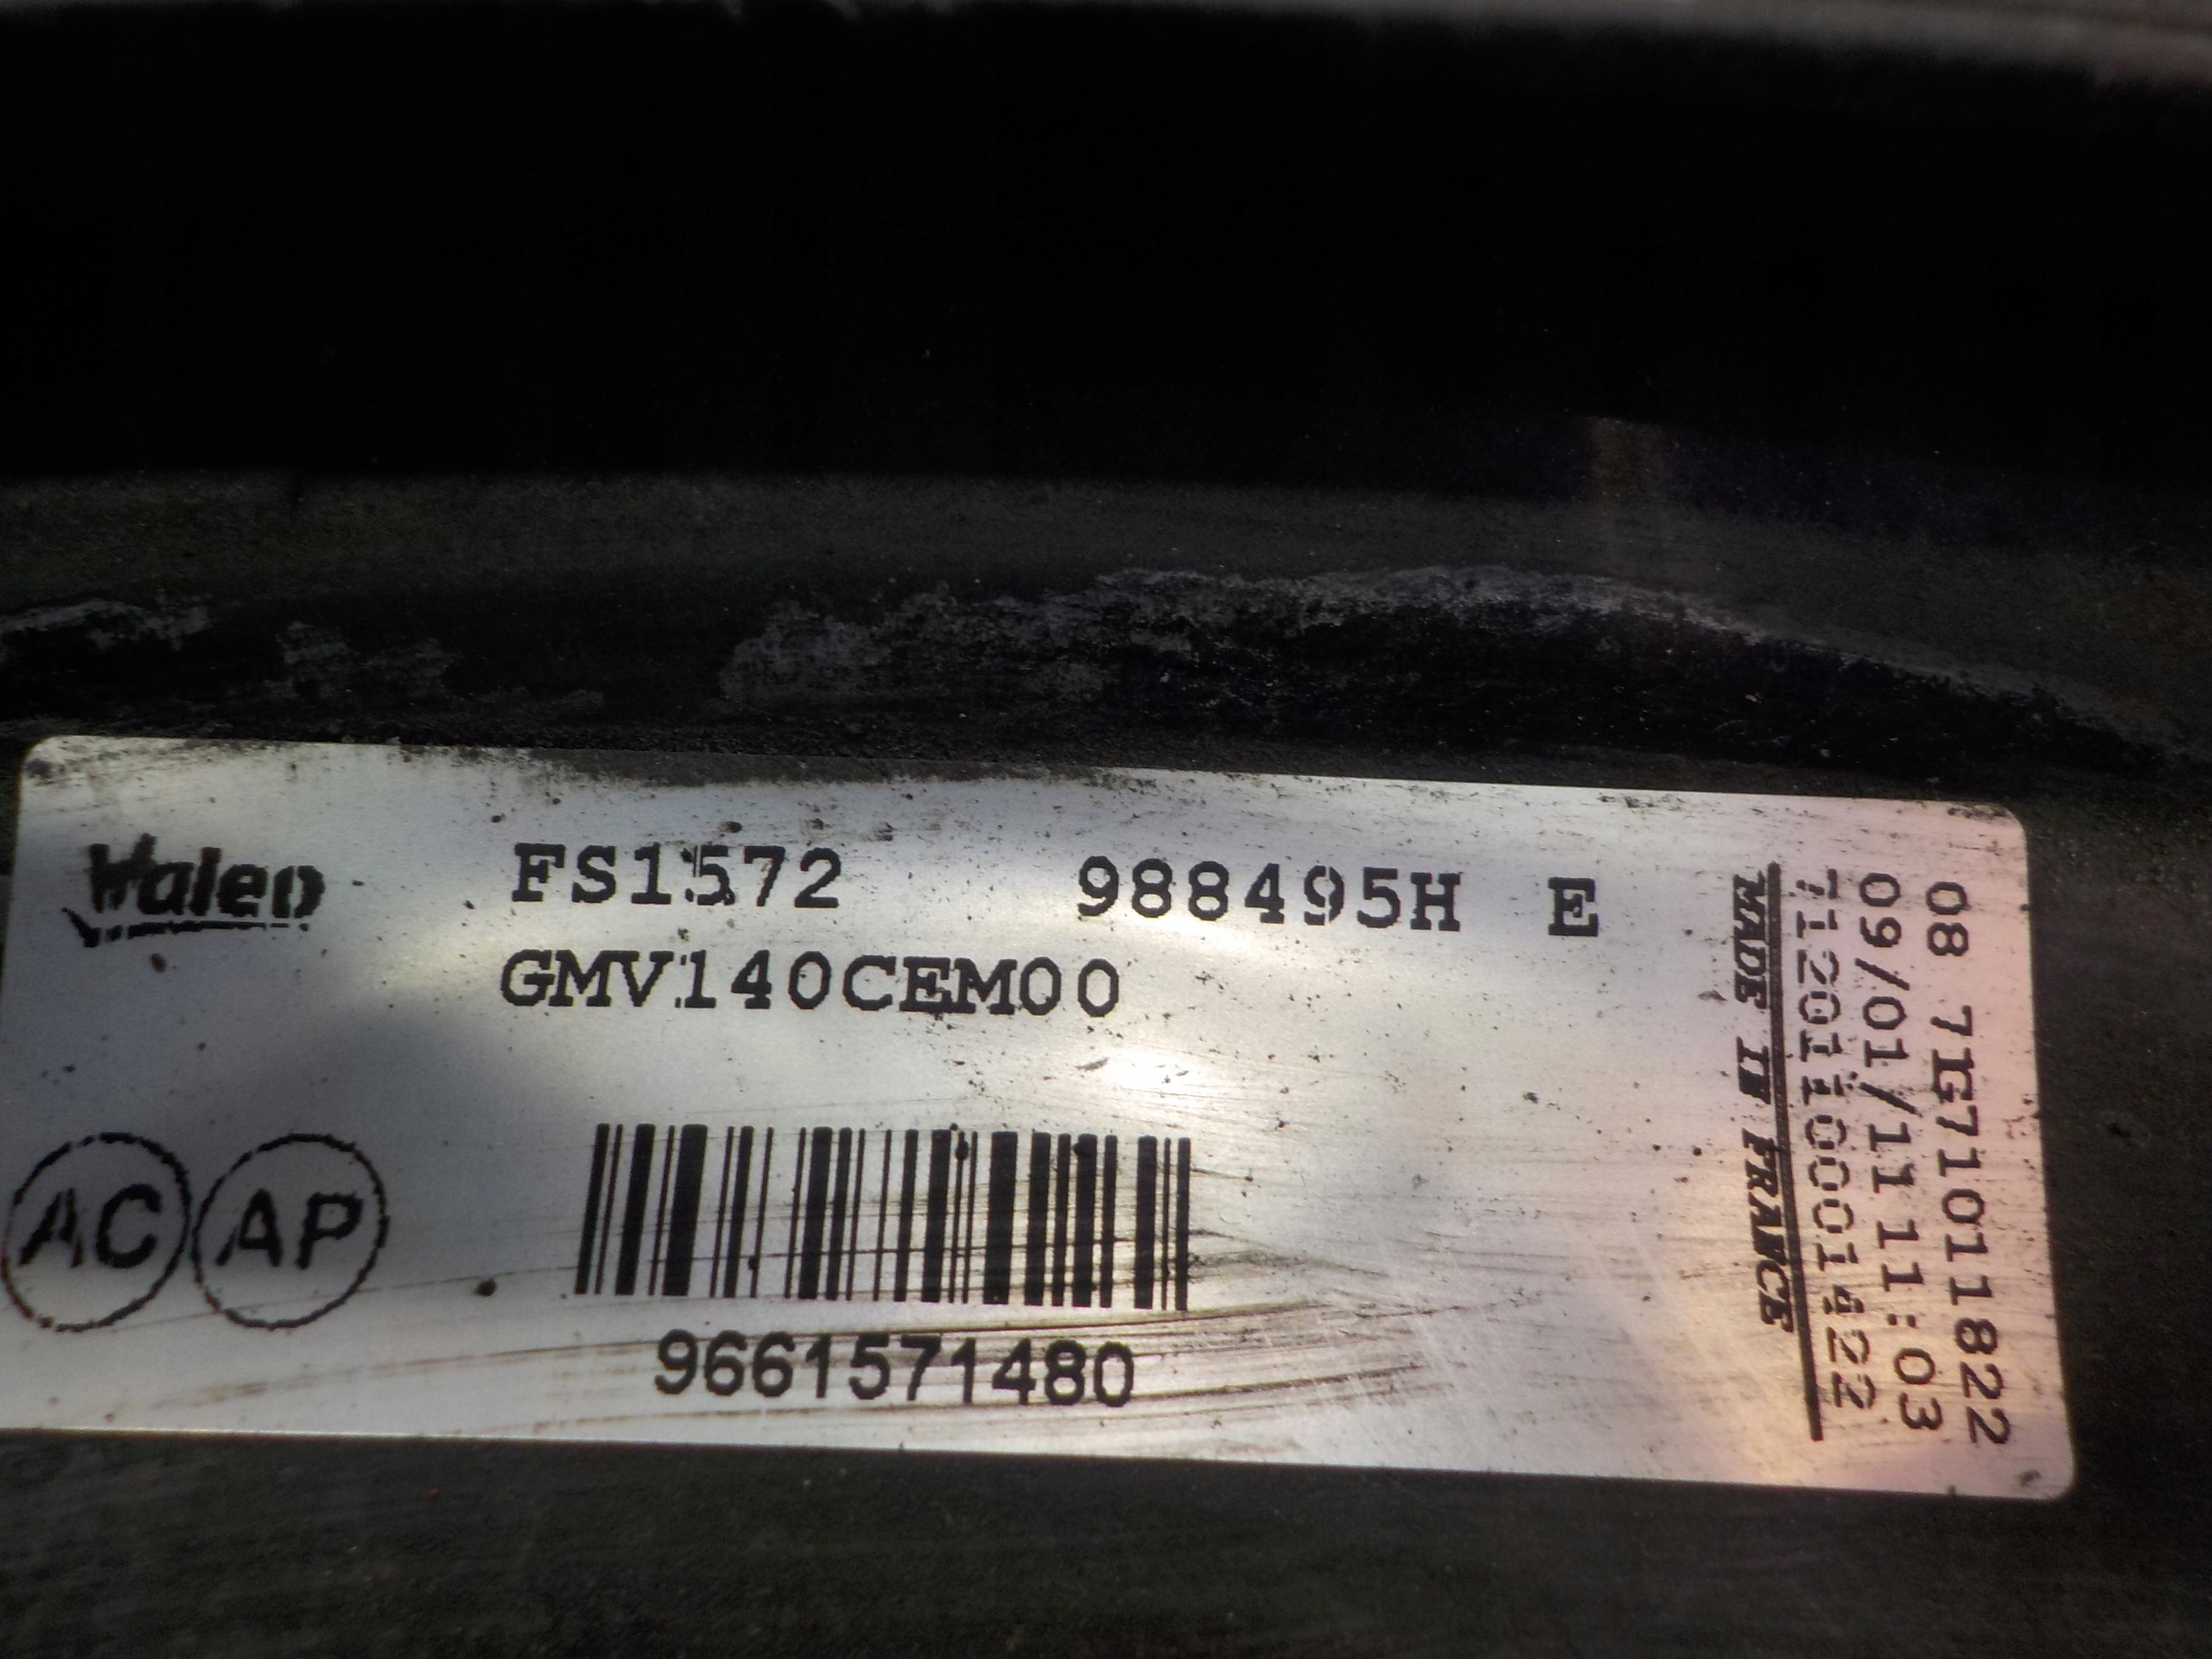 Valeo
FS1572 988495H E
GMV140CEM00
AC AP
9661571480
08 7G71011822
09/01/11 11:03
7120110001422
MADE IN FRANCE